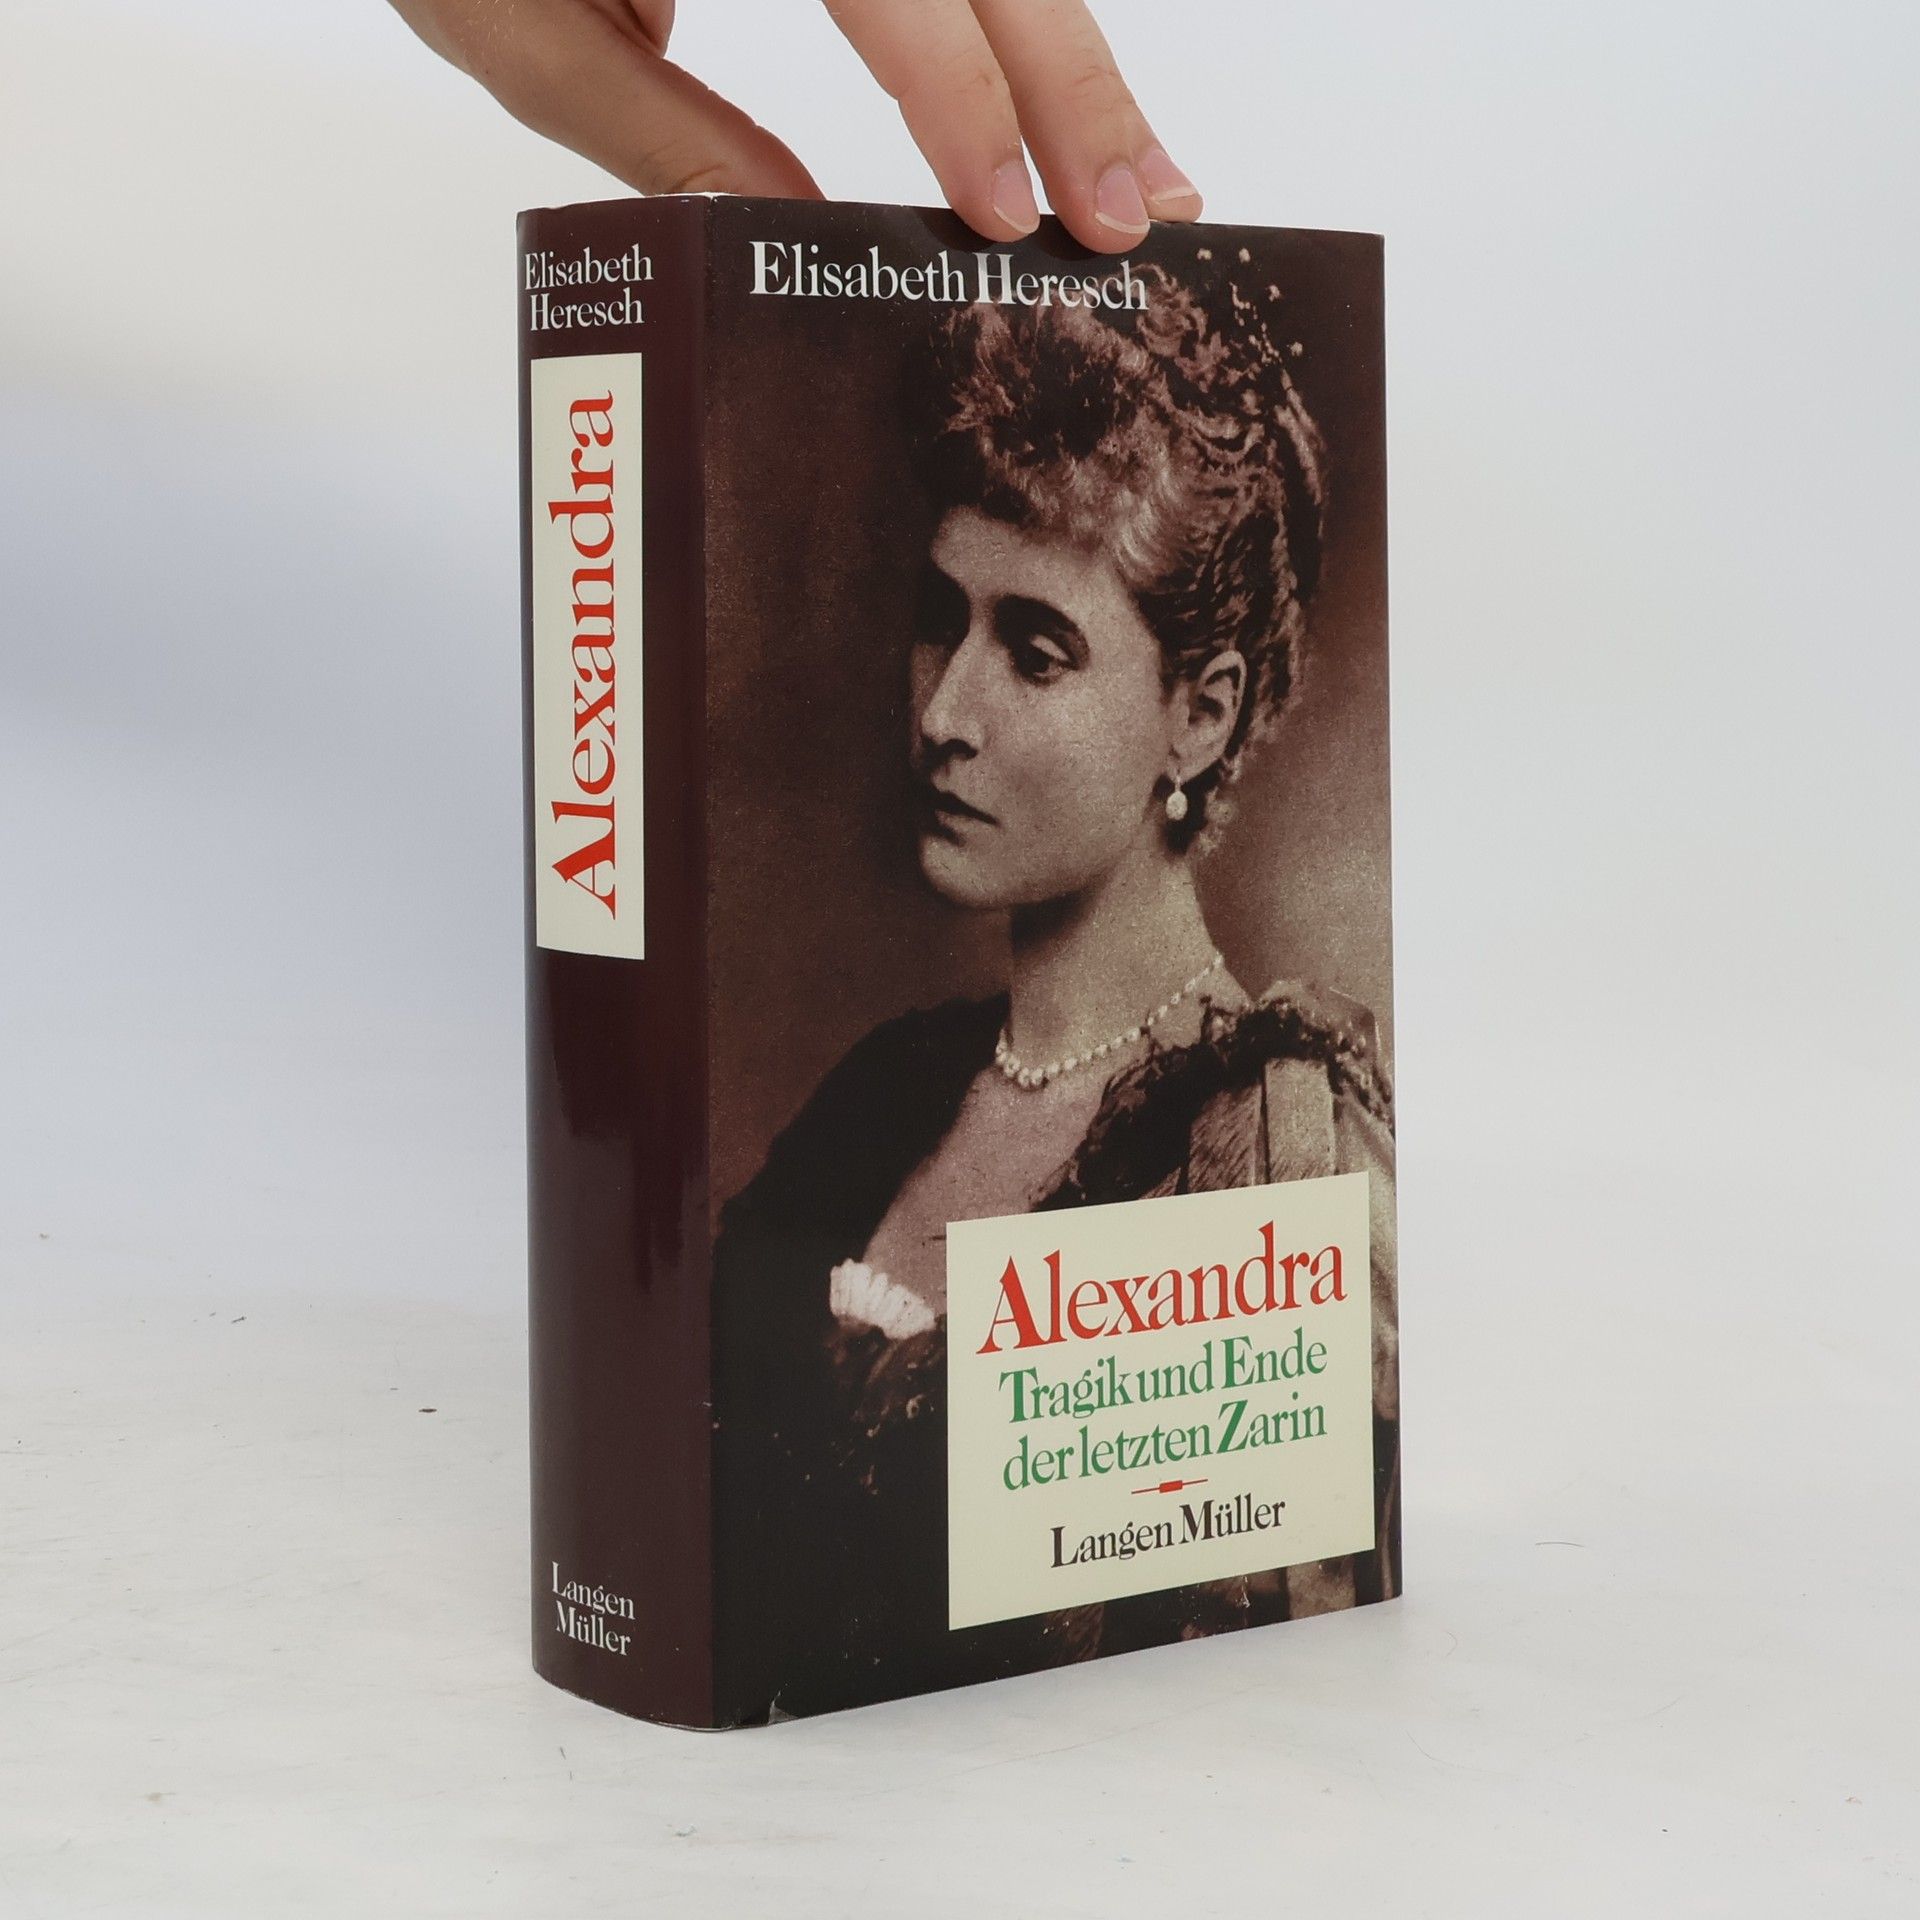 Elisabeth
Heresch
Alexandra
Langen
Müller
Elisabeth Heresch
Alexandra
Tragik und Ende
der letzten Zarin
Langen Müller